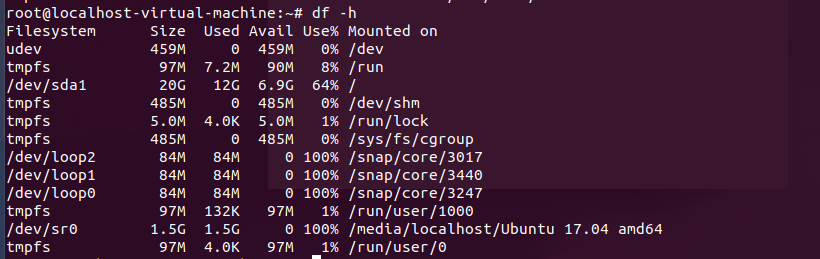 root@localhost-virtual-machine:~# df -h
Filesystem      Size  Used Avail Use% Mounted on
udev            459M     0  459M   0% /dev
tmpfs            97M  7.2M   90M   8% /run
/dev/sda1        20G   12G  6.9G  64% /
tmpfs           485M     0  485M   0% /dev/shm
tmpfs           5.0M  4.0K  5.0M   1% /run/lock
tmpfs           485M     0  485M   0% /sys/fs/cgroup
/dev/loop2       84M   84M     0 100% /snap/core/3017
/dev/loop1       84M   84M     0 100% /snap/core/3440
/dev/loop0       84M   84M     0 100% /snap/core/3247
tmpfs            97M  132K   97M   1% /run/user/1000
/dev/sr0        1.5G  1.5G     0 100% /media/localhost/Ubuntu 17.04 amd64
tmpfs            97M  4.0K   97M   1% /run/user/0